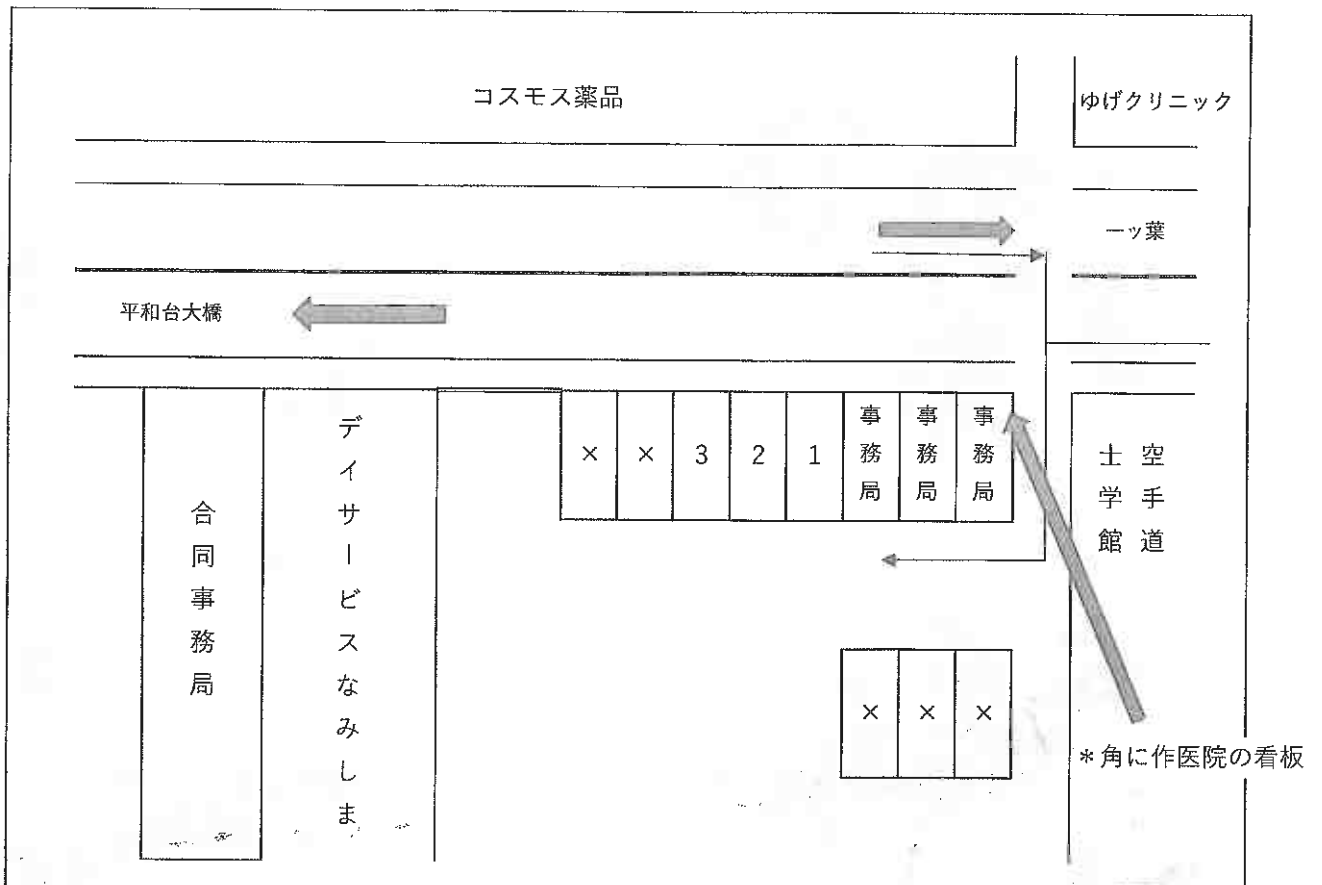 コスモス薬品
ゆげクリニック
一ッ葉
平和台大橋
合同事務局
デイサービスなみしま
×
×
3
2
1
事務局
事務局
事務局
空手道
士学館
×
×
×
*角に作医院の看板